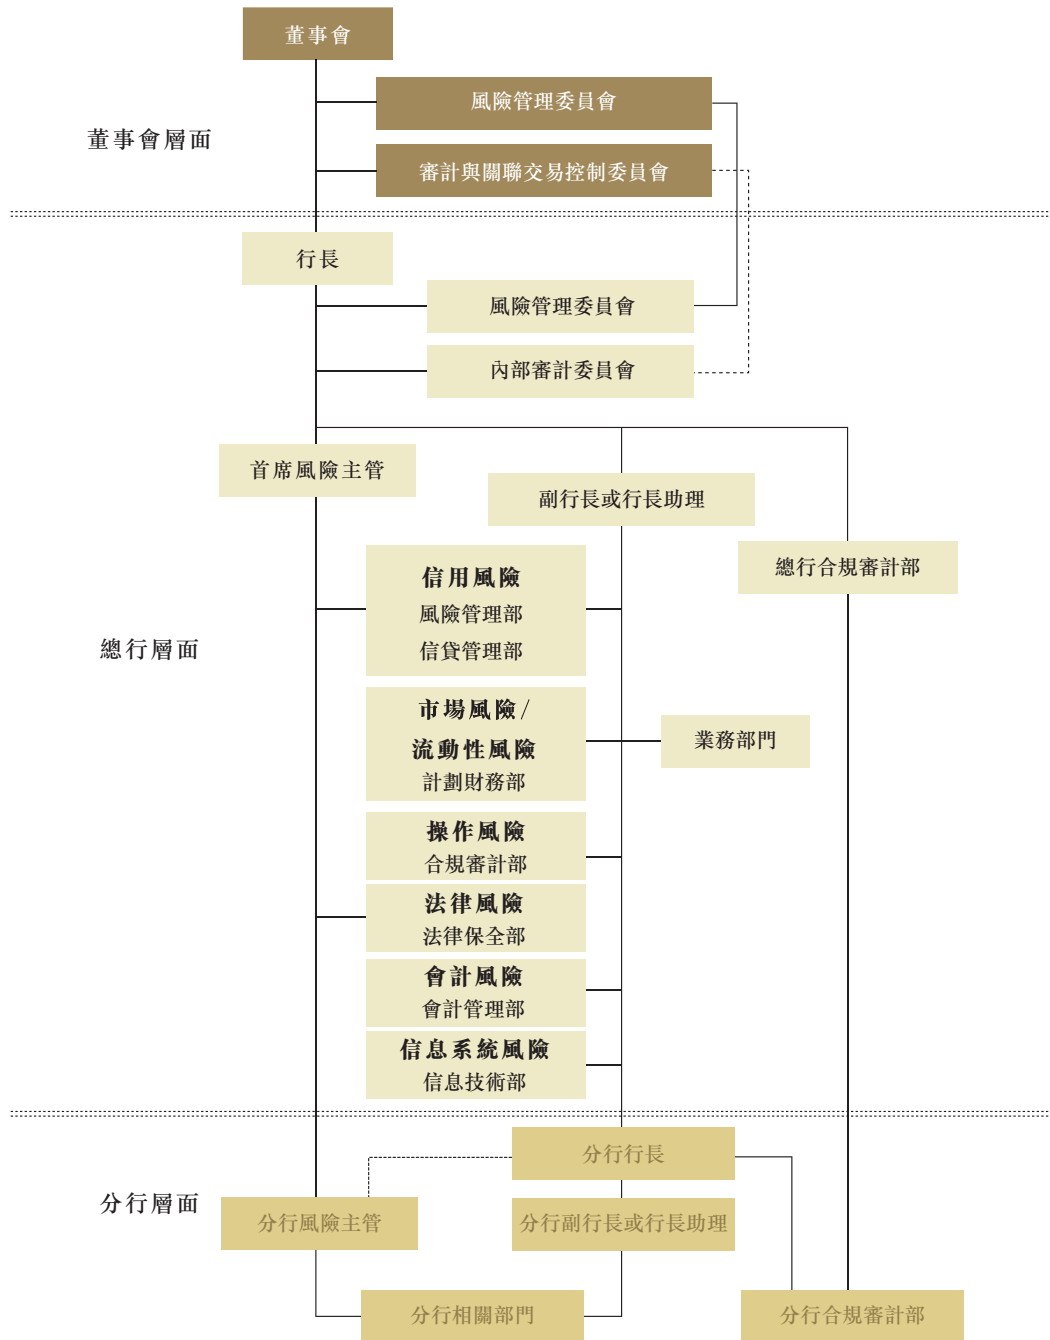 董事會
風險管理委員會
董事會層面
審計與關聯交易控制委員會
行長
風險管理委員會
內部審計委員會
首席風險主管
副行長或行長助理
總行合規審計部
信用風險
風險管理部
信貸管理部
總行層面
市場風險/
流動性風險
計劃財務部
業務部門
操作風險
合規審計部
法律風險
法律保全部
會計風險
會計管理部
信息系統風險
信息技術部
分行行長
分行層面
分行風險主管
分行副行長或行長助理
分行相關部門
分行合規審計部